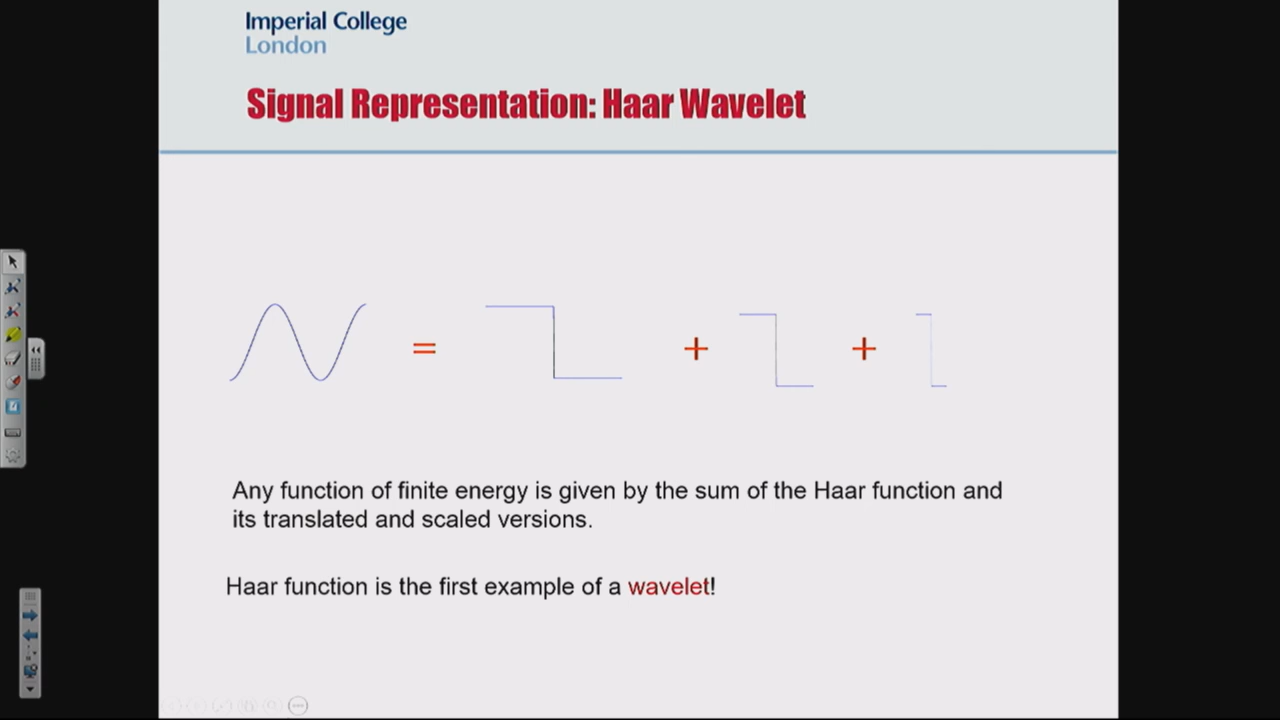 Imperial College
London
Signal Representation: Haar Wavelet
= + +
Any function of finite energy is given by the sum of the Haar function and
its translated and scaled versions.
Haar function is the first example of a wavelet!